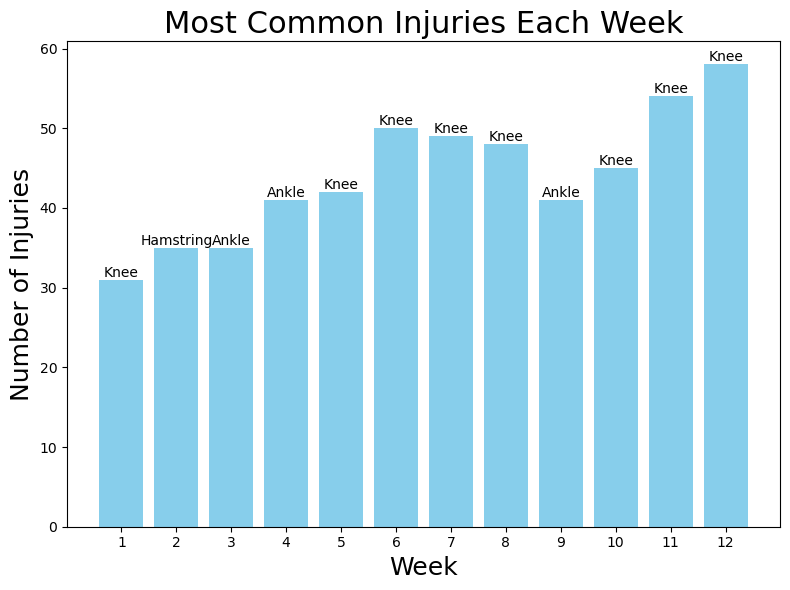 Most Common Injuries Each Week
Number of Injuries
60
50
40
30
20
10
0
Knee
Hamstring
Ankle
Ankle
Knee
Knee
Knee
Knee
Ankle
Knee
Knee
Knee
1 2 3 4 5 6 7 8 9 10 11 12
Week